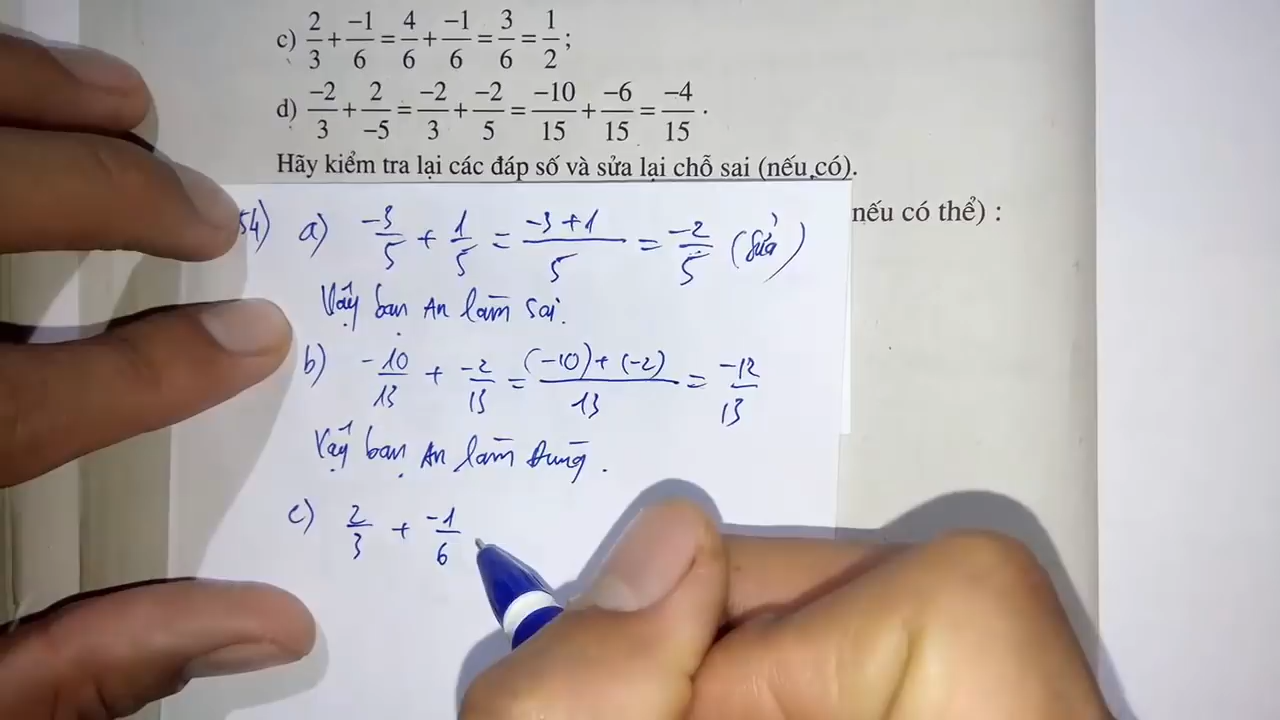 c) 2/3 + -1/6 = 4/6 + -1/6 = 3/6 = 1/2;
d) -2/3 + 2/-5 = -2/3 + -2/5 = -10/15 + -6/15 = -4/15.
Hãy kiểm tra lại các đáp số và sửa lại chỗ sai (nếu có).
nếu có thể) :
54) a) -3/5 + 1/5 = -3+1/5 = -2/5 (Sửa)
Vậy bạn An làm sai.
b) -10/13 + -2/13 = (-10)+(-2)/13 = -12/13
Vậy bạn An làm đúng.
c) 2/3 + -1/6